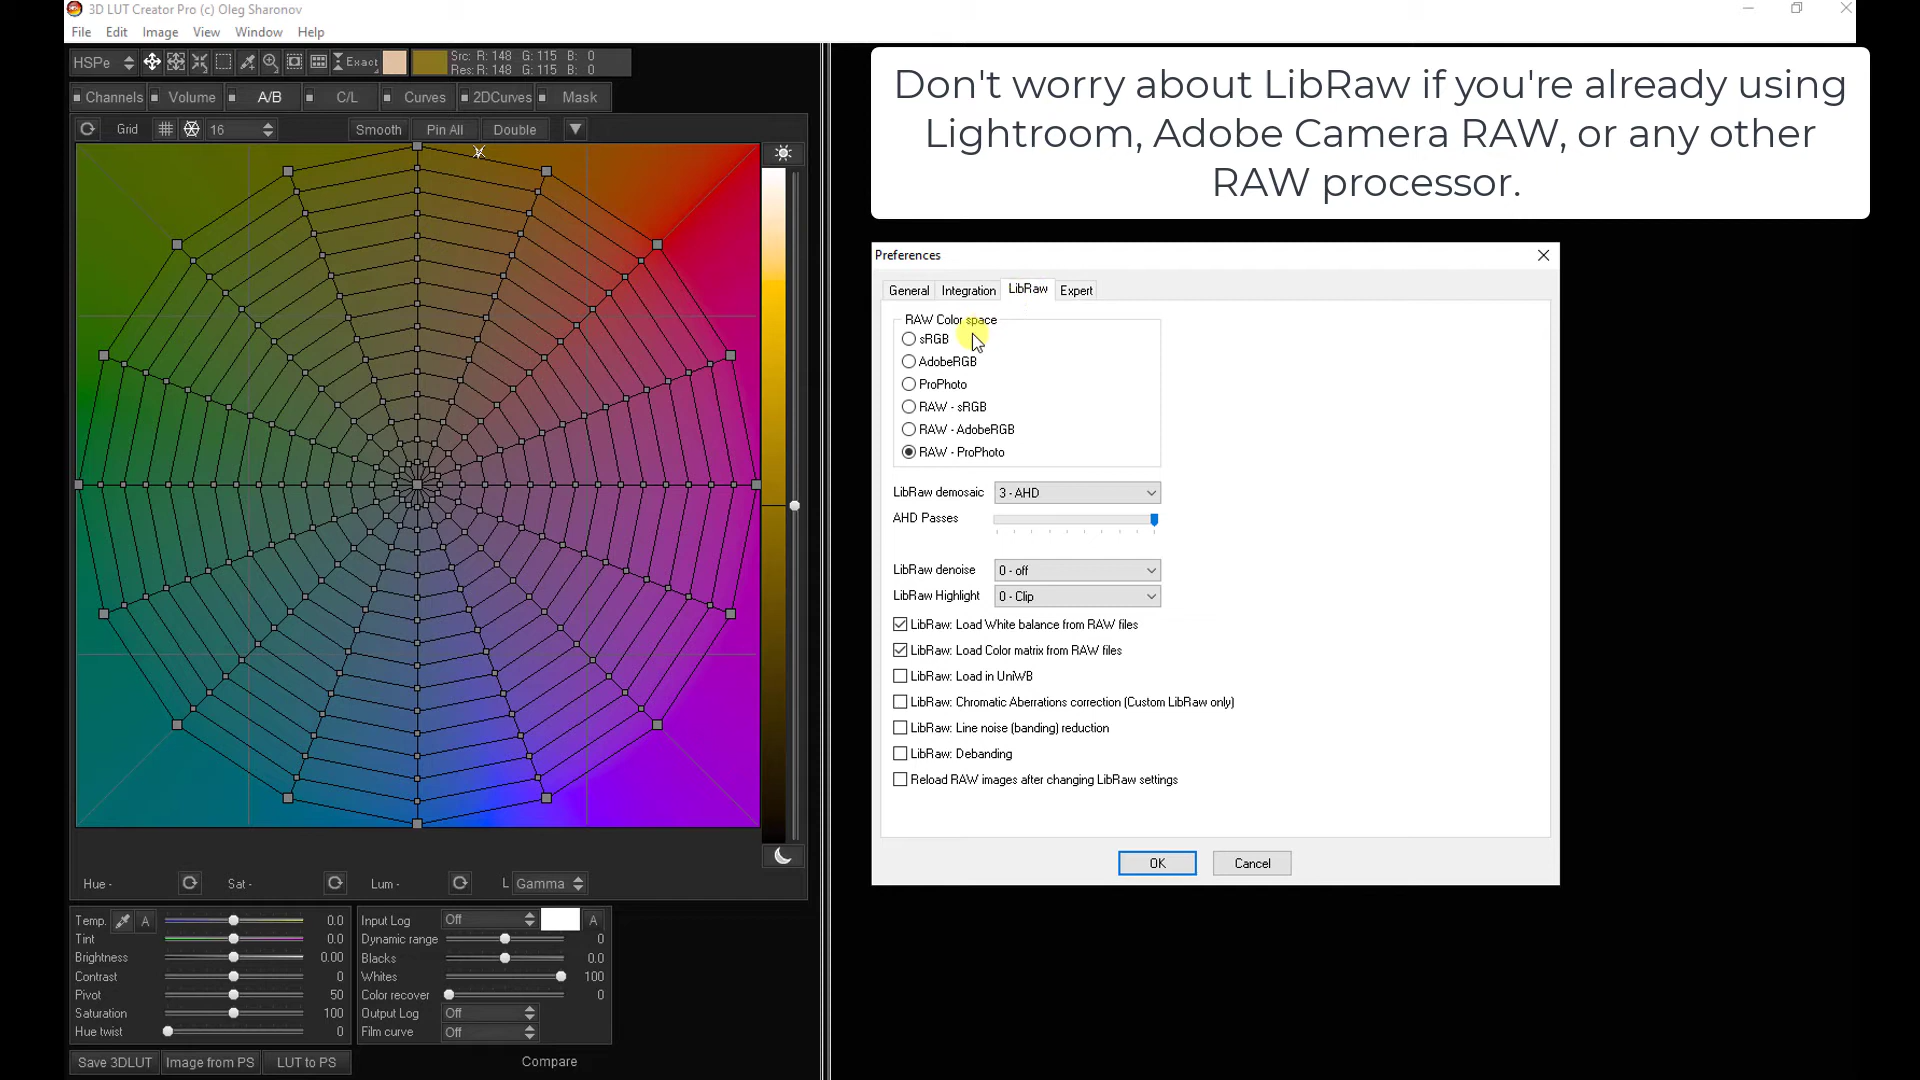 3D LUT Creator Pro (c) Oleg Sharonov
File Edit Image View Window Help
HSPe Exact Src: R: 148 G: 115 B: 0
Res: R: 148 G: 115 B: 0
Channels Volume A/B C/L Curves 2DCurves Mask
Grid 16 Smooth Pin All Double
Hue - Sat - Lum - L Gamma
Temp. A 0.0
Tint 0.0
Brightness 0.00
Contrast 0
Pivot 50
Saturation 100
Hue twist 0
Input Log Off A
Dynamic range 0
Blacks 0.0
Whites 100
Color recover 0
Output Log Off
Film curve Off
Save 3DLUT Image from PS LUT to PS Compare
Don't worry about LibRaw if you're already using
Lightroom, Adobe Camera RAW, or any other
RAW processor.
Preferences
General Integration LibRaw Expert
RAW Color space
sRGB
AdobeRGB
ProPhoto
RAW - sRGB
RAW - AdobeRGB
RAW - ProPhoto
LibRaw demosaic 3 - AHD
AHD Passes
LibRaw denoise 0 - off
LibRaw Highlight 0 - Clip
LibRaw: Load White balance from RAW files
LibRaw: Load Color matrix from RAW files
LibRaw: Load in UniWB
LibRaw: Chromatic Aberrations correction (Custom LibRaw only)
LibRaw: Line noise (banding) reduction
LibRaw: Debanding
Reload RAW images after changing LibRaw settings
OK Cancel